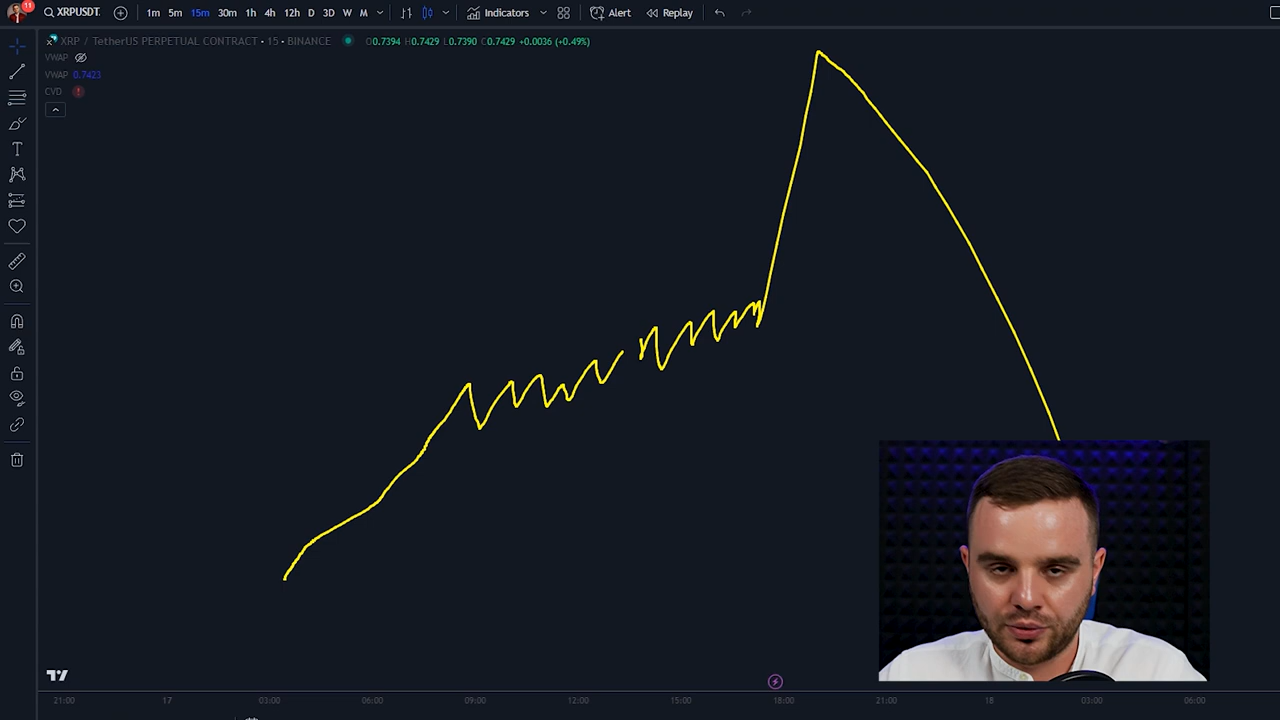 11
XRPUSDT. 1m 5m 15m 30m 1h 4h 12h D 3D W M Indicators Alert Replay
XRP / TetherUS PERPETUAL CONTRACT • 15 • BINANCE O0.7394 H0.7429 L0.7390 C0.7429 +0.0036 (+0.49%)
VWAP
VWAP 0.7423
CVD !
T
21:00 17 03:00 06:00 09:00 12:00 15:00 18:00 21:00 18 03:00 06:00